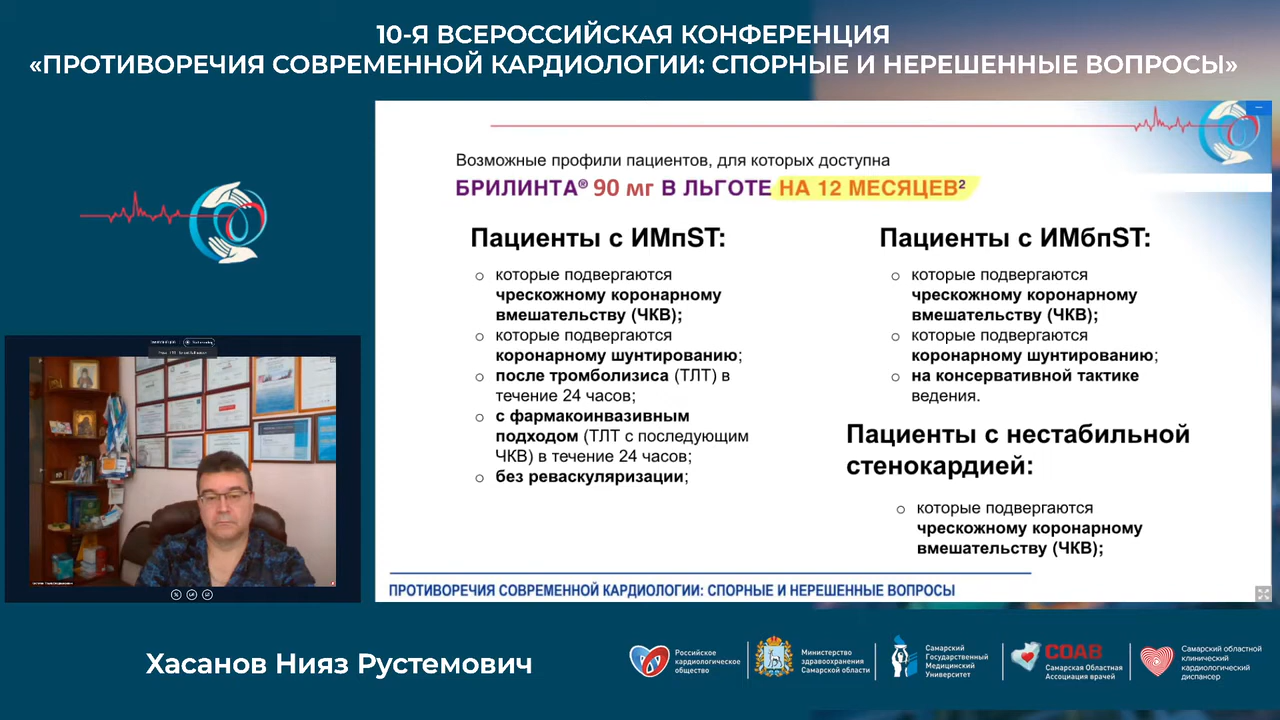 10-Я ВСЕРОССИЙСКАЯ КОНФЕРЕНЦИЯ
«ПРОТИВОРЕЧИЯ СОВРЕМЕННОЙ КАРДИОЛОГИИ: СПОРНЫЕ И НЕРЕШЕННЫЕ ВОПРОСЫ»
Возможные профили пациентов, для которых доступна
БРИЛИНТА® 90 мг В ЛЬГОТЕ НА 12 МЕСЯЦЕВ²
Пациенты с ИМпST:
которые подвергаются
чрескожному коронарному
вмешательству (ЧКВ);
которые подвергаются
коронарному шунтированию;
после тромболизиса (ТЛТ) в
течение 24 часов;
с фармакоинвазивным
подходом (ТЛТ с последующим
ЧКВ) в течение 24 часов;
без реваскуляризации;
Пациенты с ИМбпST:
которые подвергаются
чрескожному коронарному
вмешательству (ЧКВ);
которые подвергаются
коронарному шунтированию;
на консервативной тактике
ведения.
Пациенты с нестабильной
стенокардией:
которые подвергаются
чрескожному коронарному
вмешательству (ЧКВ);
ПРОТИВОРЕЧИЯ СОВРЕМЕННОЙ КАРДИОЛОГИИ: СПОРНЫЕ И НЕРЕШЕННЫЕ ВОПРОСЫ
Хасанов Нияз Рустемович
Российское
кардиологическое
общество
Министерство
здравоохранения
Самарской области
Самарский
Государственный
Медицинский
Университет
СОАВ
Самарская Областная
Ассоциация врачей
Самарский областной
клинический
кардиологический
диспансер